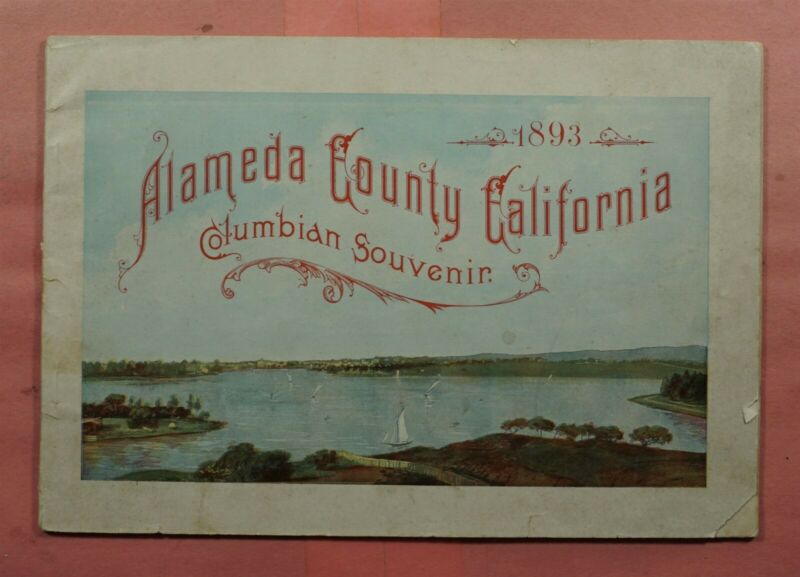 1893
Alameda County California
Columbian Souvenir.